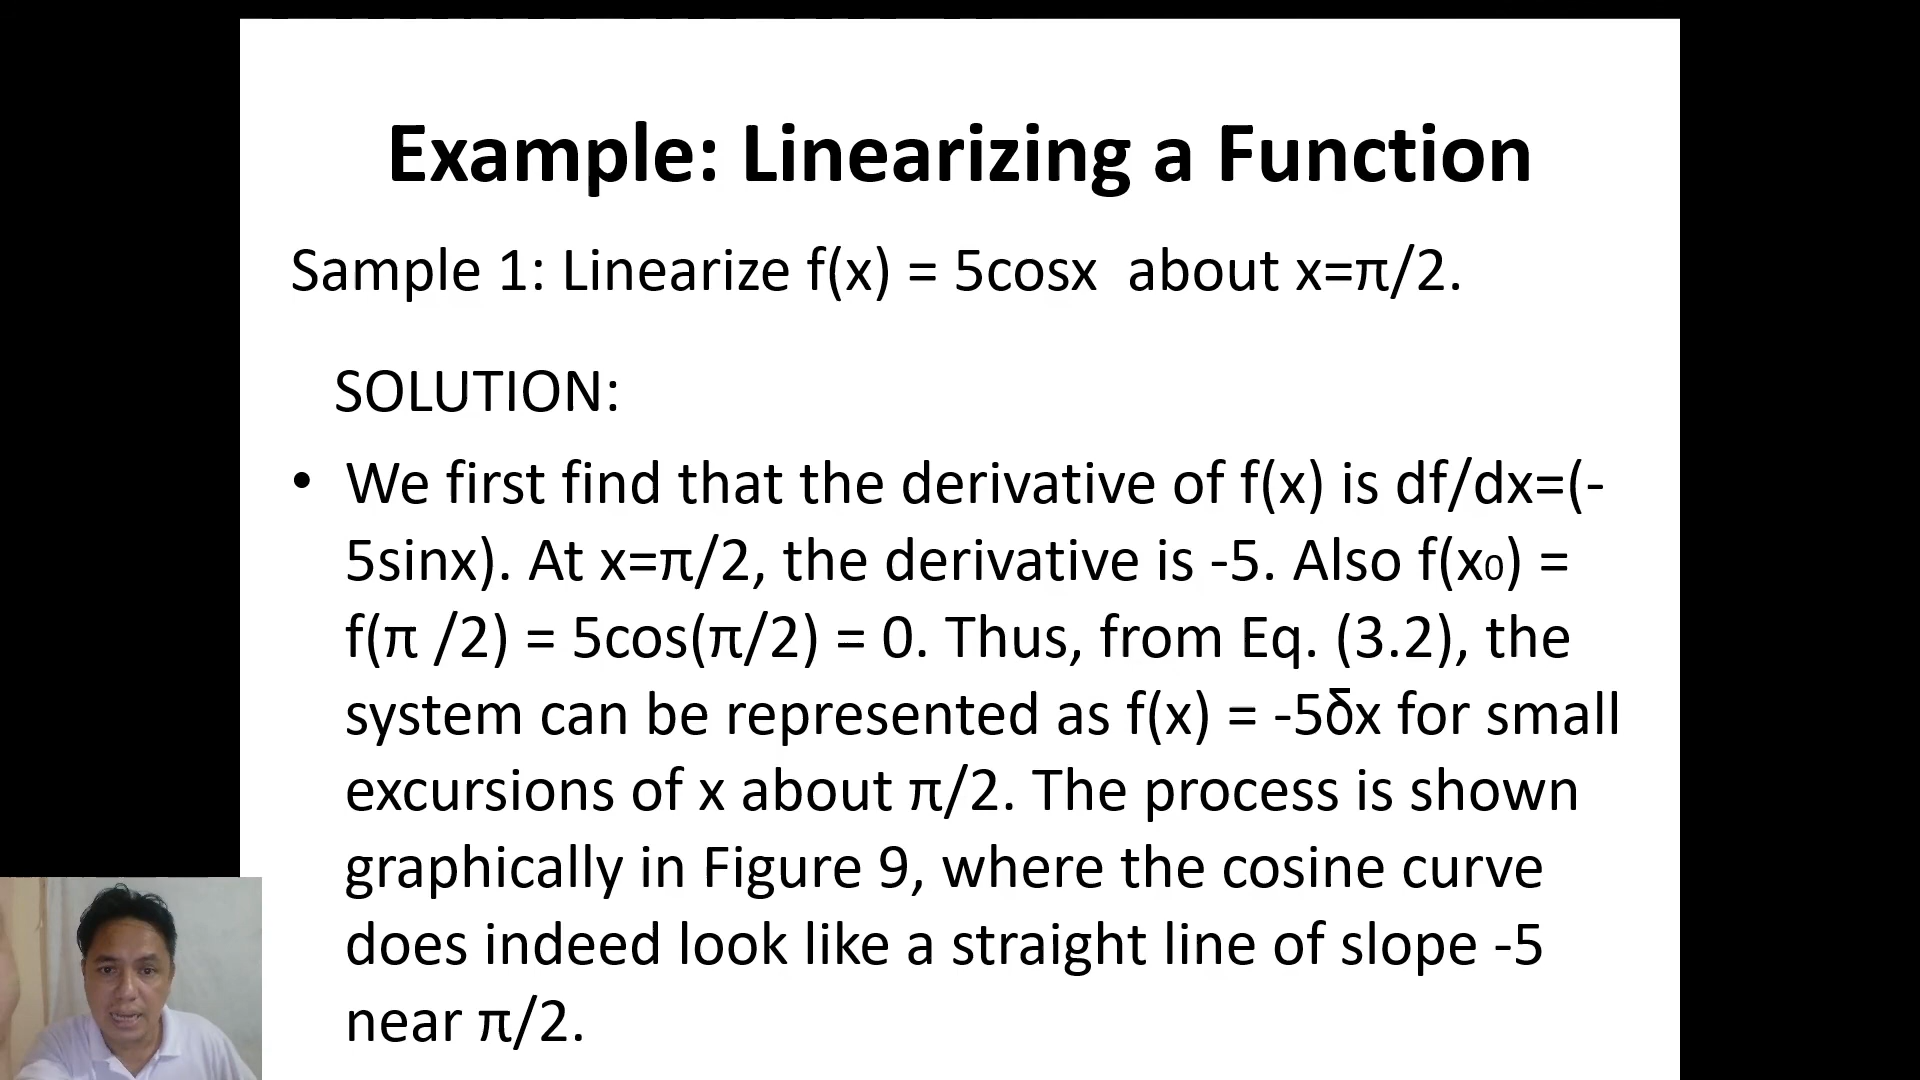 Example: Linearizing a Function
Sample 1: Linearize f(x) = 5cosx  about x=π/2.
SOLUTION:
• We first find that the derivative of f(x) is df/dx=(-
5sinx). At x=π/2, the derivative is -5. Also f(x₀) =
f(π /2) = 5cos(π/2) = 0. Thus, from Eq. (3.2), the
system can be represented as f(x) = -5δx for small
excursions of x about π/2. The process is shown
graphically in Figure 9, where the cosine curve
does indeed look like a straight line of slope -5
near π/2.